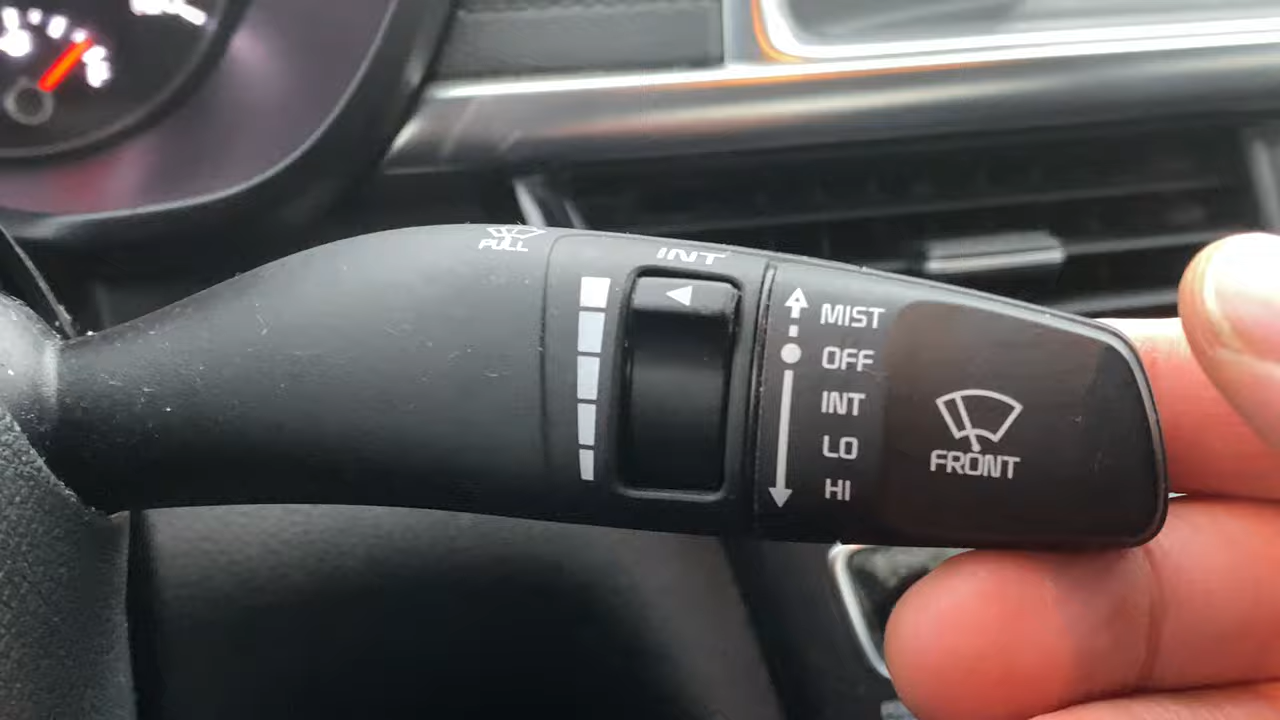 PULL
INT
MIST
OFF
INT
LO
HI
FRONT